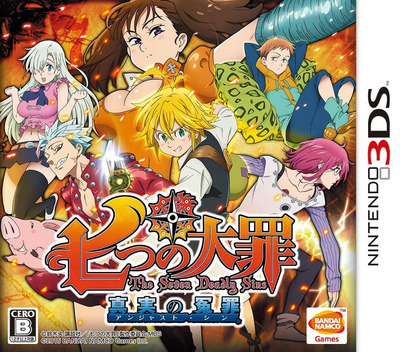 NINTENDO 3DS
七つの大罪
The Seven Deadly Sins
真実の冤罪
アンジャスト・シン
CERO
B
BANDAI
NAMCO
Games